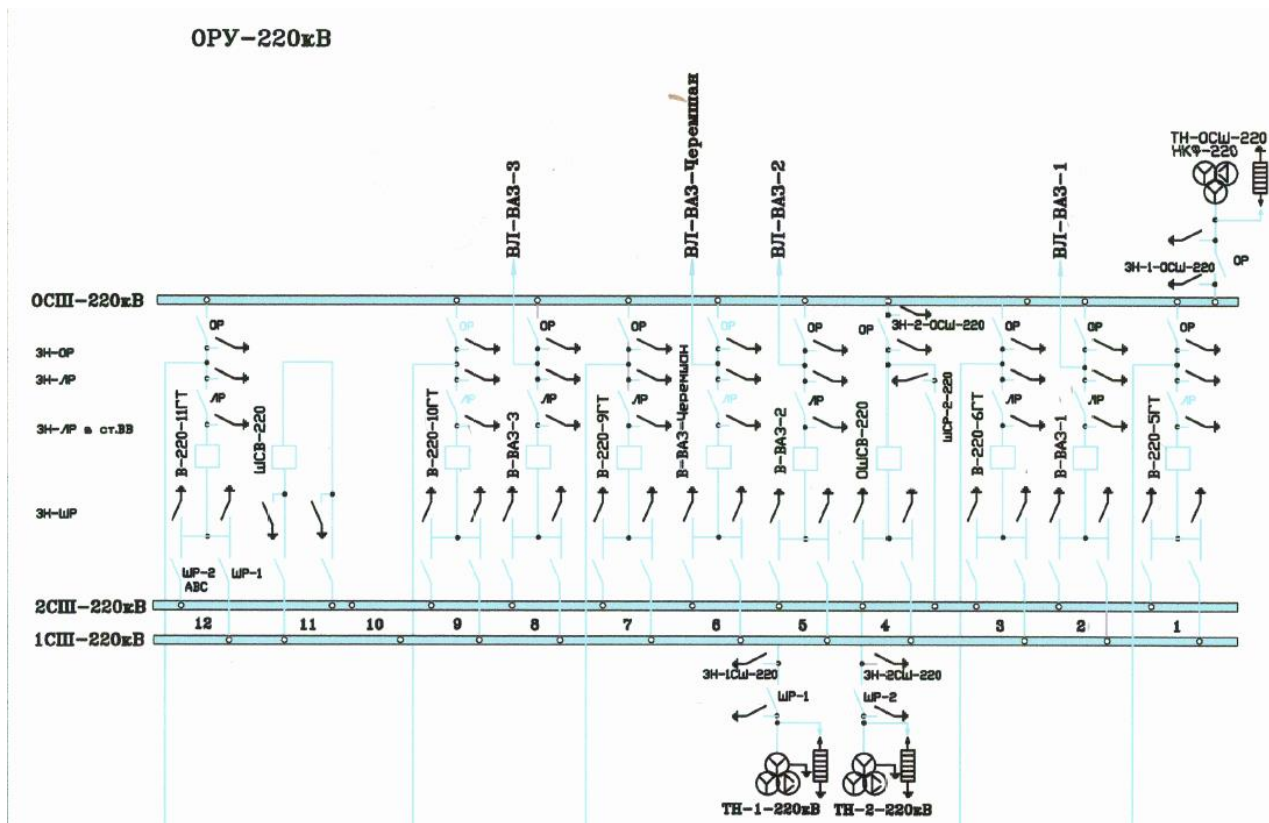 ОРУ-220кВ
ВЛ-ВАЗ-3
ВЛ-ВАЗ-Черемшан
ВЛ-ВАЗ-2
ВЛ-ВАЗ-1
ТН-ОСШ-220
НКФ-220
ЗН-1-ОСШ-220
ОР
ОСШ-220кВ
ОР
ОР
ОР
ОР
ОР
ОР
ОР
ЗН-2-ОСШ-220
ОР
ОР
ОР
ЗН-ОР
ЗН-ЛР
ЗН-ЛР в ст.ВВ
ЛР
ЛР
ЛР
ЛР
ЛР
ЛР
ЛР
ЛР
ЛР
В-220-11ГТ
ШСВ-220
В-220-10ГТ
В-ВАЗ-3
В-220-9ГТ
В=ВАЗ=Черемшан
В-ВАЗ-2
ОШСВ-220
ШСР-2-220
В-220-6ГТ
В-ВАЗ-1
В-220-5ГТ
ЗН-ШР
ШР-2
АВС
ШР-1
2СШ-220кВ
12 11 10 9 8 7 6 5 4 3 2 1
1СШ-220кВ
ЗН-1СШ-220
ЗН-2СШ-220
ШР-1
ШР-2
ТН-1-220кВ
ТН-2-220кВ